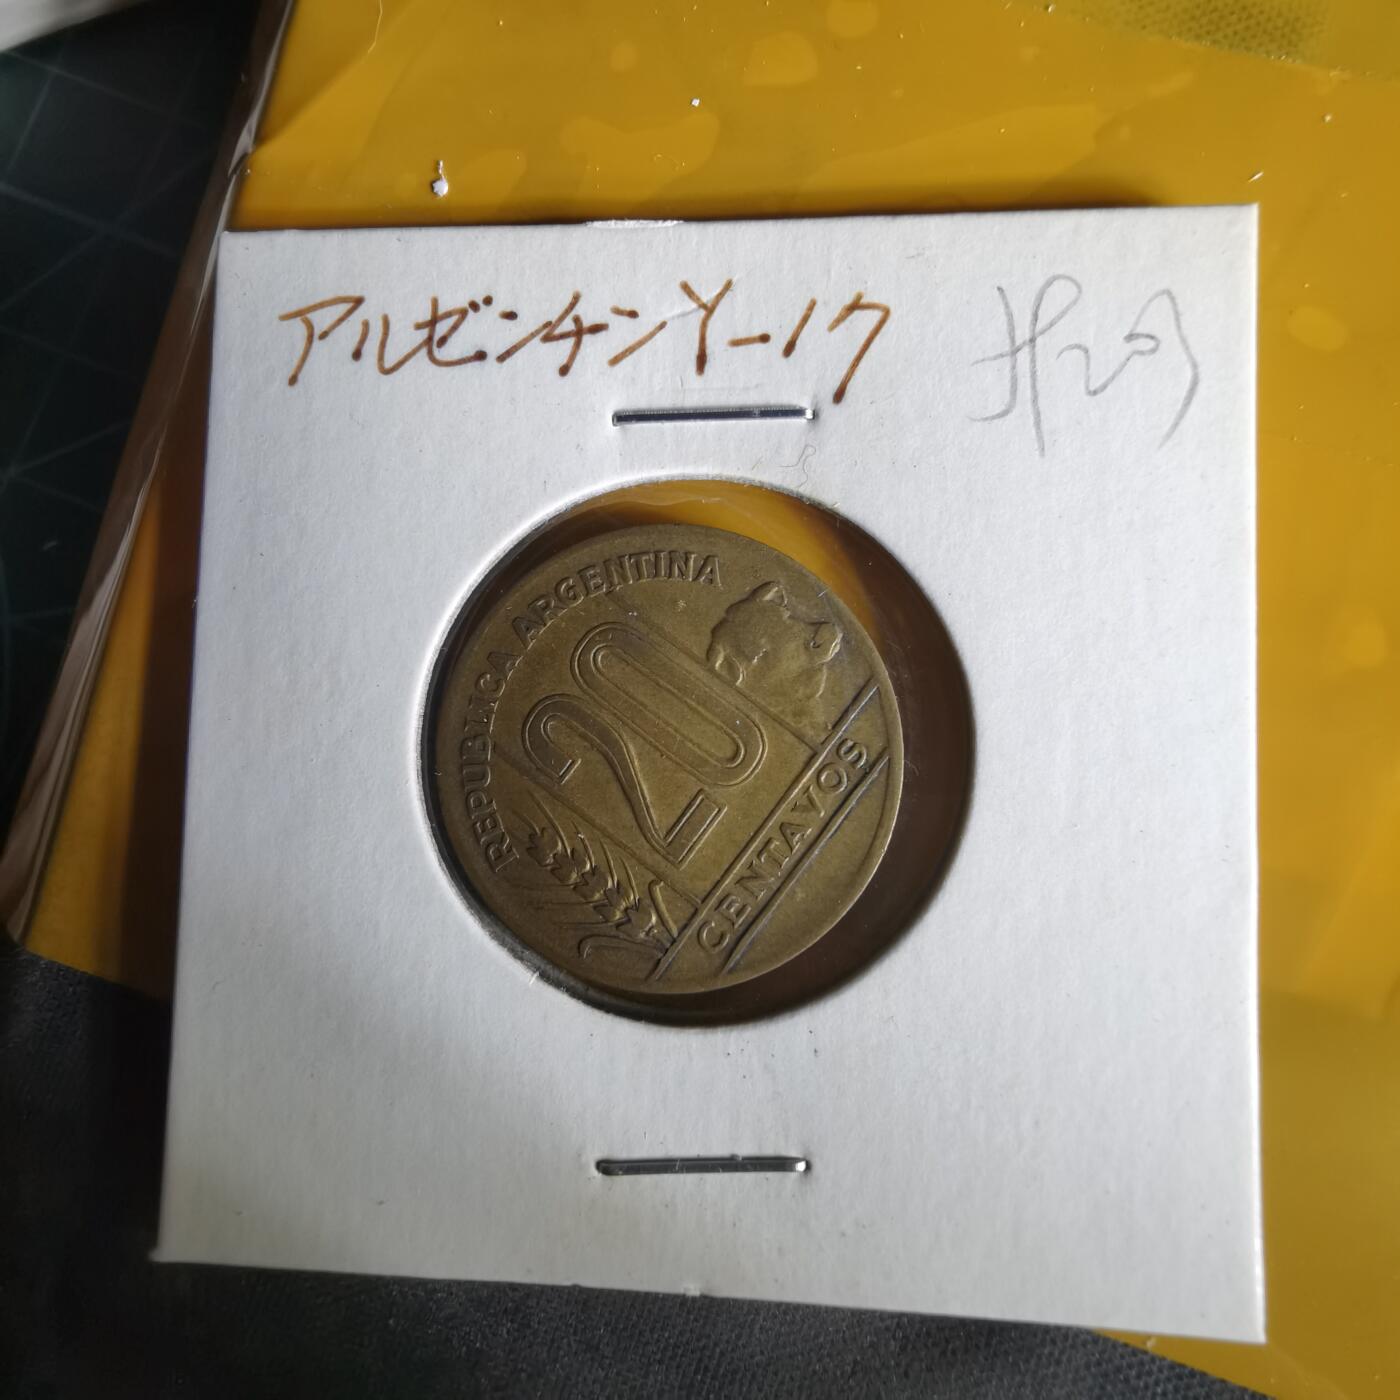 アルゼンチンY-17
REPUBLICA ARGENTINA
20
CENTAVOS